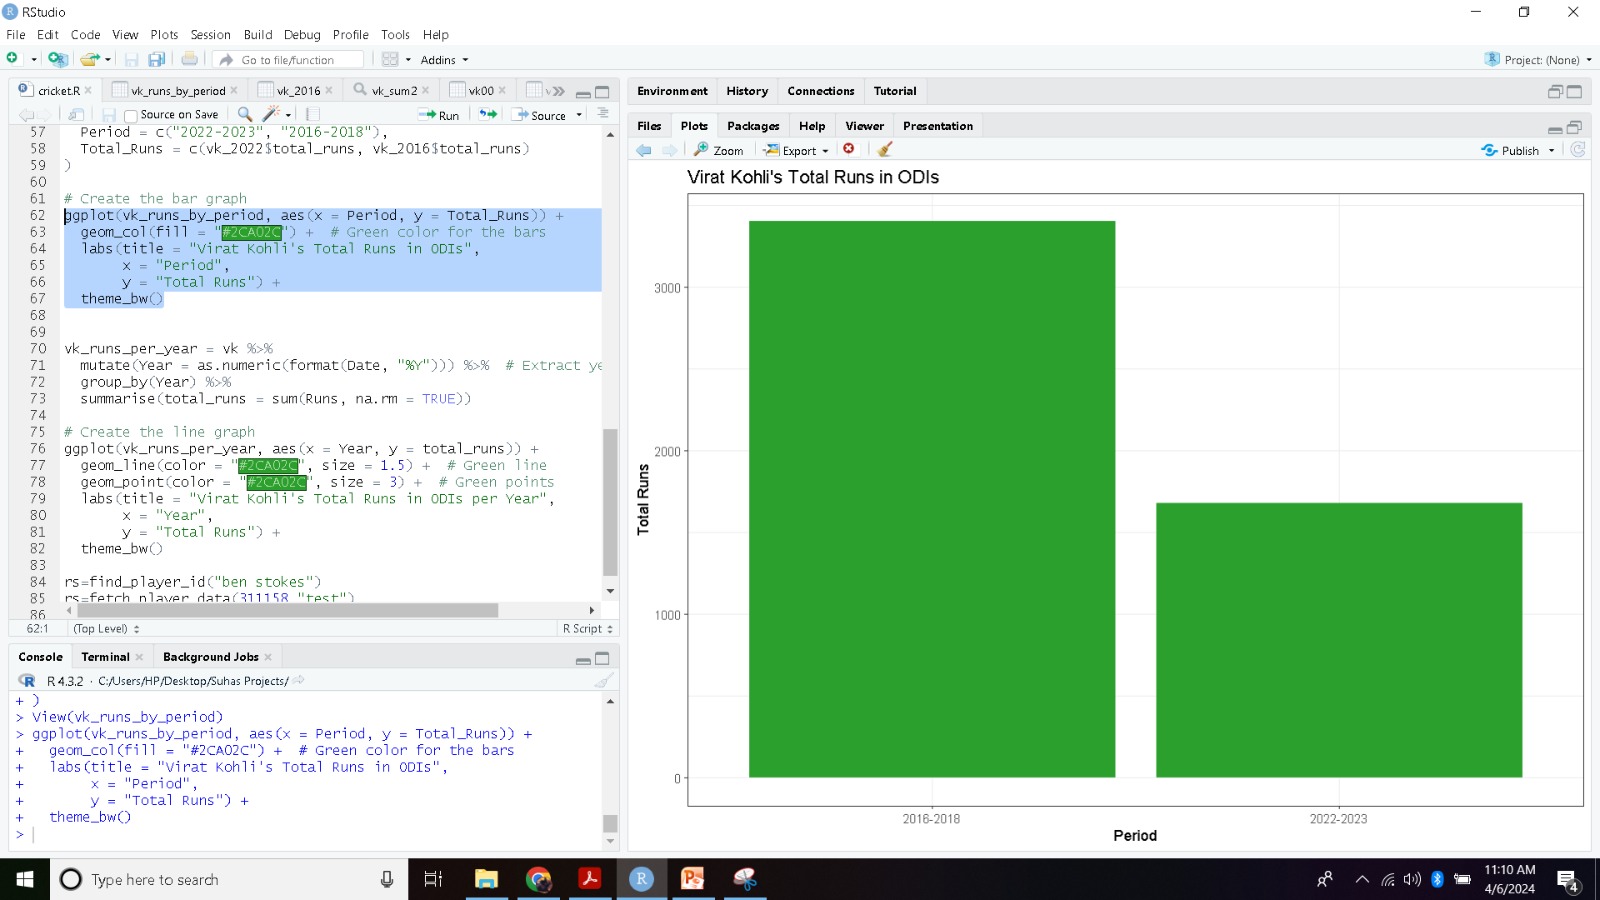 RStudio
File Edit Code View Plots Session Build Debug Profile Tools Help
Go to file/function Addins Project: (None)
cricket.R vk_runs_by_period vk_2016 vk_sum2 vk00
Source on Save Run Source
57 Period = c("2022-2023", "2016-2018"),
58 Total_Runs = c(vk_2022$total_runs, vk_2016$total_runs)
59 )
60
61 # Create the bar graph
62 ggplot(vk_runs_by_period, aes(x = Period, y = Total_Runs)) +
63 geom_col(fill = "#2CA02C") + # Green color for the bars
64 labs(title = "Virat Kohli's Total Runs in ODIs",
65 x = "Period",
66 y = "Total Runs") +
67 theme_bw()
68
69
70 vk_runs_per_year = vk %>%
71 mutate(Year = as.numeric(format(Date, "%Y"))) %>% # Extract ye
72 group_by(Year) %>%
73 summarise(total_runs = sum(Runs, na.rm = TRUE))
74
75 # Create the line graph
76 ggplot(vk_runs_per_year, aes(x = Year, y = total_runs)) +
77 geom_line(color = "#2CA02C", size = 1.5) + # Green line
78 geom_point(color = "#2CA02C", size = 3) + # Green points
79 labs(title = "Virat Kohli's Total Runs in ODIs per Year",
80 x = "Year",
81 y = "Total Runs") +
82 theme_bw()
83
84 rs=find_player_id("ben stokes")
85 rs=fetch_player_data(311158,"test")
86
62:1 (Top Level) R Script
Console Terminal Background Jobs
R 4.3.2 · C:/Users/HP/Desktop/Suhas Projects/
+ )
> View(vk_runs_by_period)
> ggplot(vk_runs_by_period, aes(x = Period, y = Total_Runs)) +
+ geom_col(fill = "#2CA02C") + # Green color for the bars
+ labs(title = "Virat Kohli's Total Runs in ODIs",
+ x = "Period",
+ y = "Total Runs") +
+ theme_bw()
>
Environment History Connections Tutorial
Files Plots Packages Help Viewer Presentation
Zoom Export Publish
Virat Kohli's Total Runs in ODIs
3000
2000
1000
0
Total Runs
2016-2018 2022-2023
Period
Type here to search
11:10 AM
4/6/2024
4